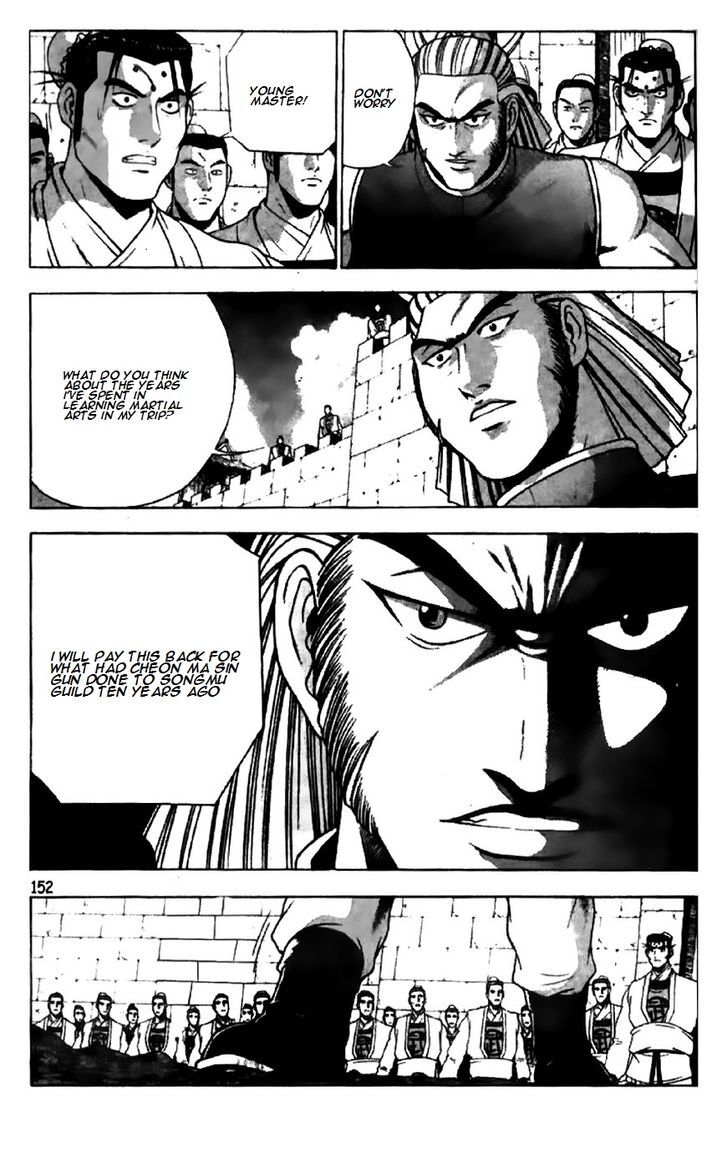 YOUNG
MASTER!
DON'T
WORRY
WHAT DO YOU THINK
ABOUT THE YEARS
I'VE SPENT IN
LEARNING MARTIAL
ARTS IN MY TRIP?
I WILL PAY THIS BACK FOR
WHAT HAD CHEON MA SIN
GUN DONE TO SONGMU
GUILD TEN YEARS AGO
152